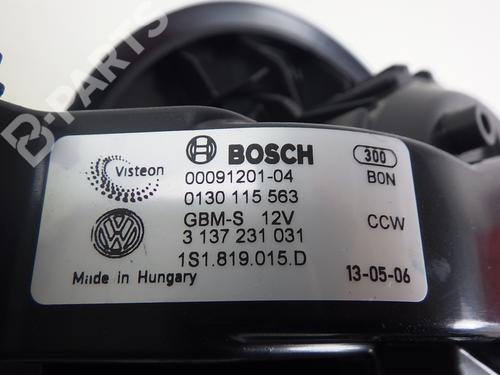 B-PARTS
Visteon
BOSCH
300
00091201-04
BON
0130 115 563
GBM-S 12V
CCW
3 137 231 031
1S1.819.015.D
Made in Hungary
13-05-06